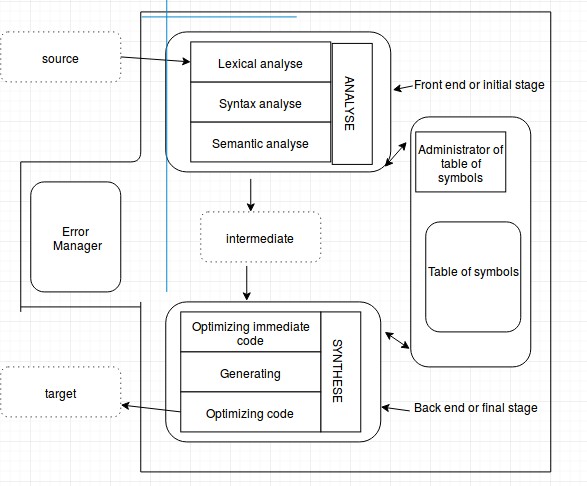 source
Lexical analyse
Syntax analyse
Semantic analyse
ANALYSE
Front end or initial stage
Administrator of
table of
symbols
Error
Manager
intermediate
Table of symbols
Optimizing immediate
code
Generating
Optimizing code
SYNTHESE
target
Back end or final stage